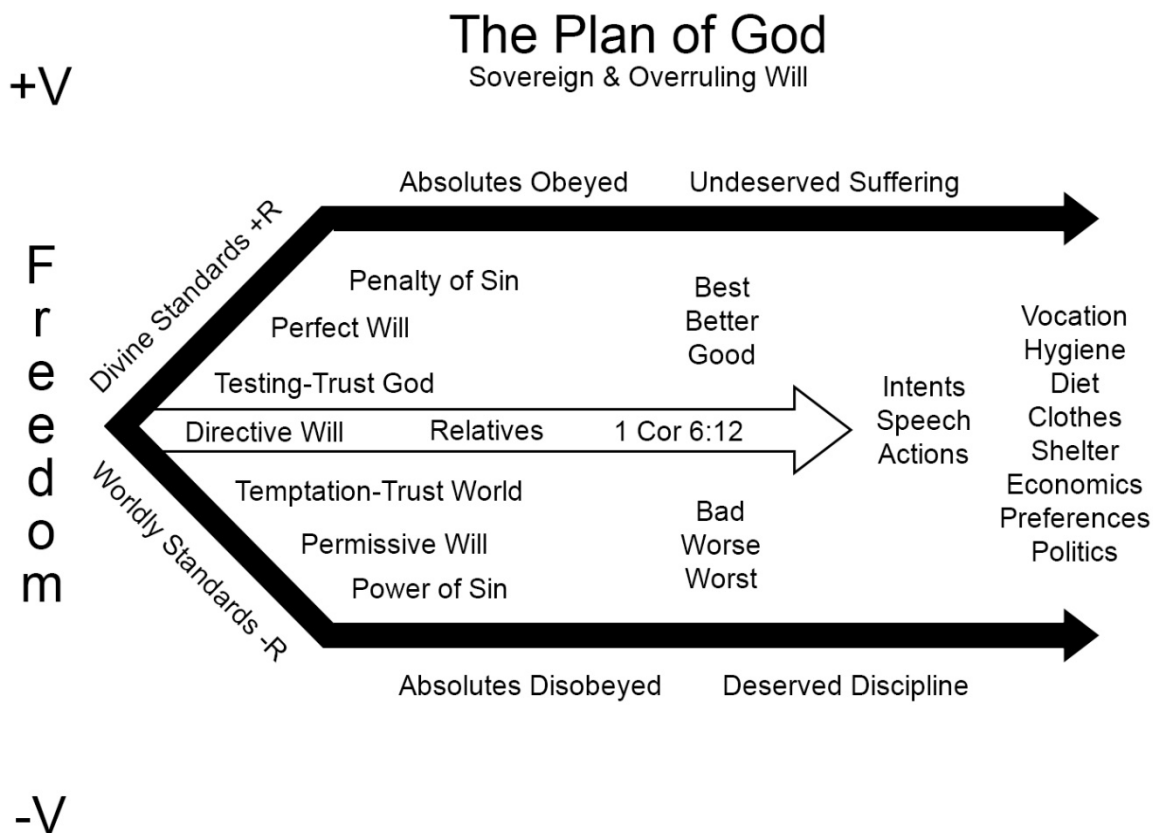 The Plan of God
Sovereign & Overruling Will
+V
Freedom
-V
Divine Standards +R
Worldly Standards -R
Absolutes Obeyed
Undeserved Suffering
Penalty of Sin
Perfect Will
Testing-Trust God
Best
Better
Good
Directive Will
Relatives
1 Cor 6:12
Temptation-Trust World
Permissive Will
Power of Sin
Bad
Worse
Worst
Intents
Speech
Actions
Vocation
Hygiene
Diet
Clothes
Shelter
Economics
Preferences
Politics
Absolutes Disobeyed
Deserved Discipline